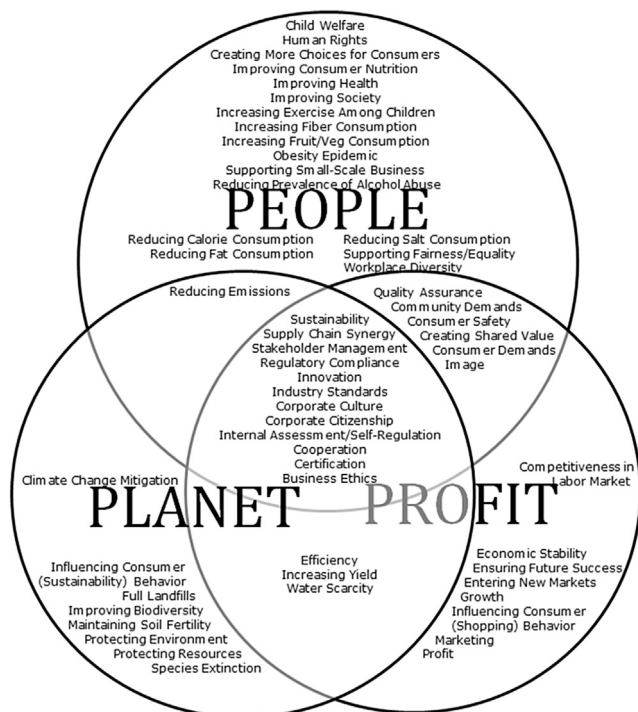 Child Welfare
Human Rights
Creating More Choices for Consumers
Improving Consumer Nutrition
Improving Health
Improving Society
Increasing Exercise Among Children
Increasing Fiber Consumption
Increasing Fruit/Veg Consumption
Obesity Epidemic
Supporting Small-Scale Business
Reducing Prevalence of Alcohol Abuse
PEOPLE
Reducing Calorie Consumption
Reducing Fat Consumption
Reducing Salt Consumption
Supporting Fairness/Equality
Workplace Diversity
Reducing Emissions
Quality Assurance
Community Demands
Consumer Safety
Creating Shared Value
Consumer Demands
Image
Sustainability
Supply Chain Synergy
Stakeholder Management
Regulatory Compliance
Innovation
Industry Standards
Corporate Culture
Corporate Citizenship
Internal Assessment/Self-Regulation
Cooperation
Certification
Business Ethics
Climate Change Mitigation
PLANET
PROFIT
Competitiveness in
Labor Market
Influencing Consumer
(Sustainability) Behavior
Full Landfills
Improving Biodiversity
Maintaining Soil Fertility
Protecting Environment
Protecting Resources
Species Extinction
Efficiency
Increasing Yield
Water Scarcity
Economic Stability
Ensuring Future Success
Entering New Markets
Growth
Influencing Consumer
(Shopping) Behavior
Marketing
Profit